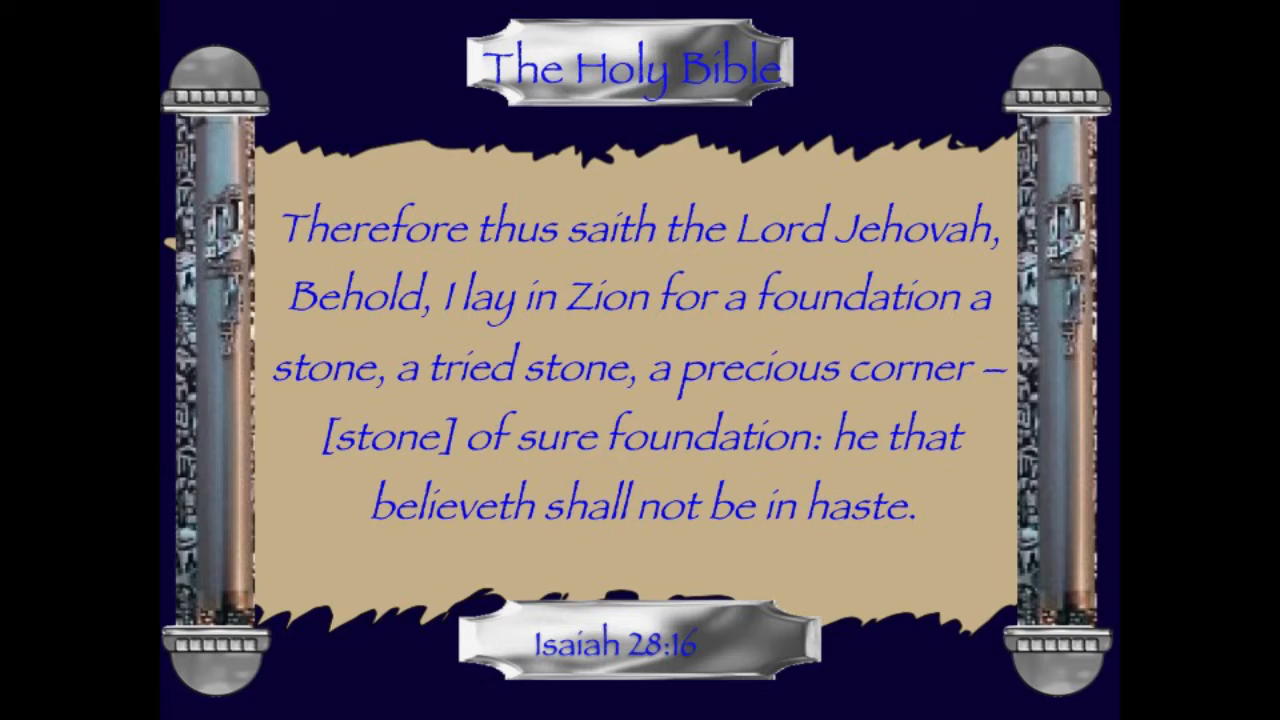 The Holy Bible
Therefore thus saith the Lord Jehovah,
Behold, I lay in Zion for a foundation a
stone, a tried stone, a precious corner –
[stone] of sure foundation: he that
believeth shall not be in haste.
Isaiah 28:16